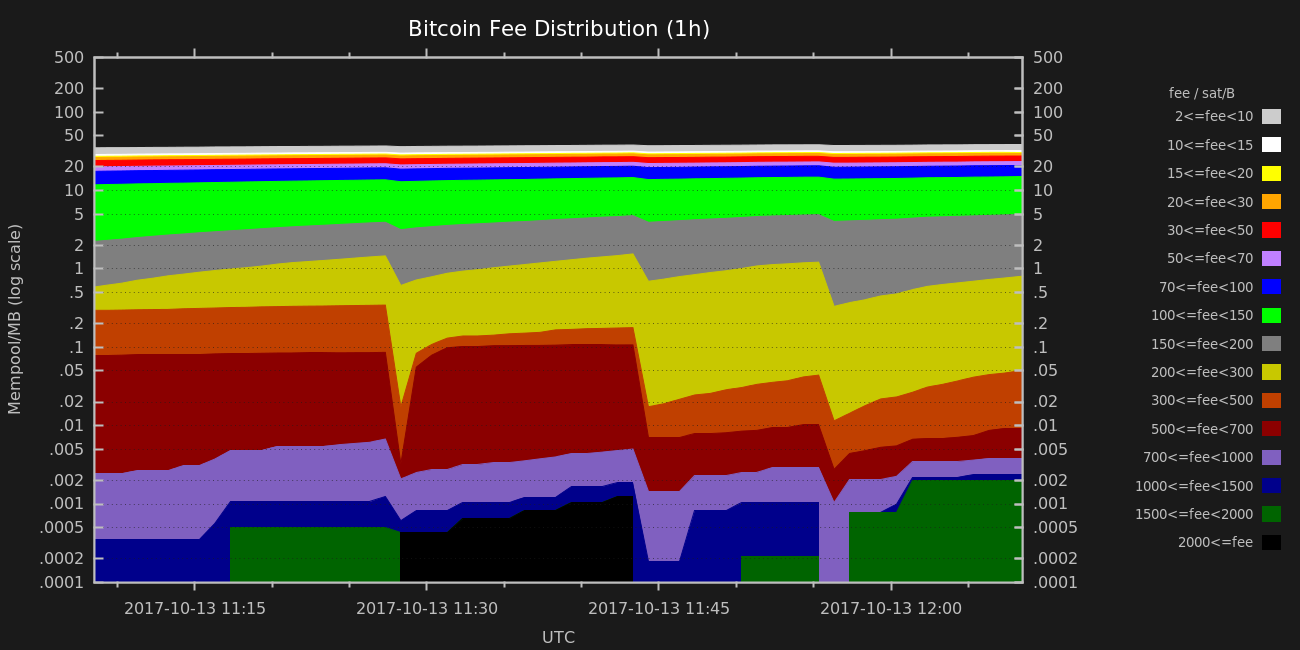 Bitcoin Fee Distribution (1h)
Mempool/MB (log scale)
500
200
100
50
20
10
5
2
1
.5
.2
.1
.05
.02
.01
.005
.002
.001
.0005
.0002
.0001
500
200
100
50
20
10
5
2
1
.5
.2
.1
.05
.02
.01
.005
.002
.001
.0005
.0002
.0001
2017-10-13 11:15 2017-10-13 11:30 2017-10-13 11:45 2017-10-13 12:00
UTC
fee / sat/B
2<=fee<10
10<=fee<15
15<=fee<20
20<=fee<30
30<=fee<50
50<=fee<70
70<=fee<100
100<=fee<150
150<=fee<200
200<=fee<300
300<=fee<500
500<=fee<700
700<=fee<1000
1000<=fee<1500
1500<=fee<2000
2000<=fee